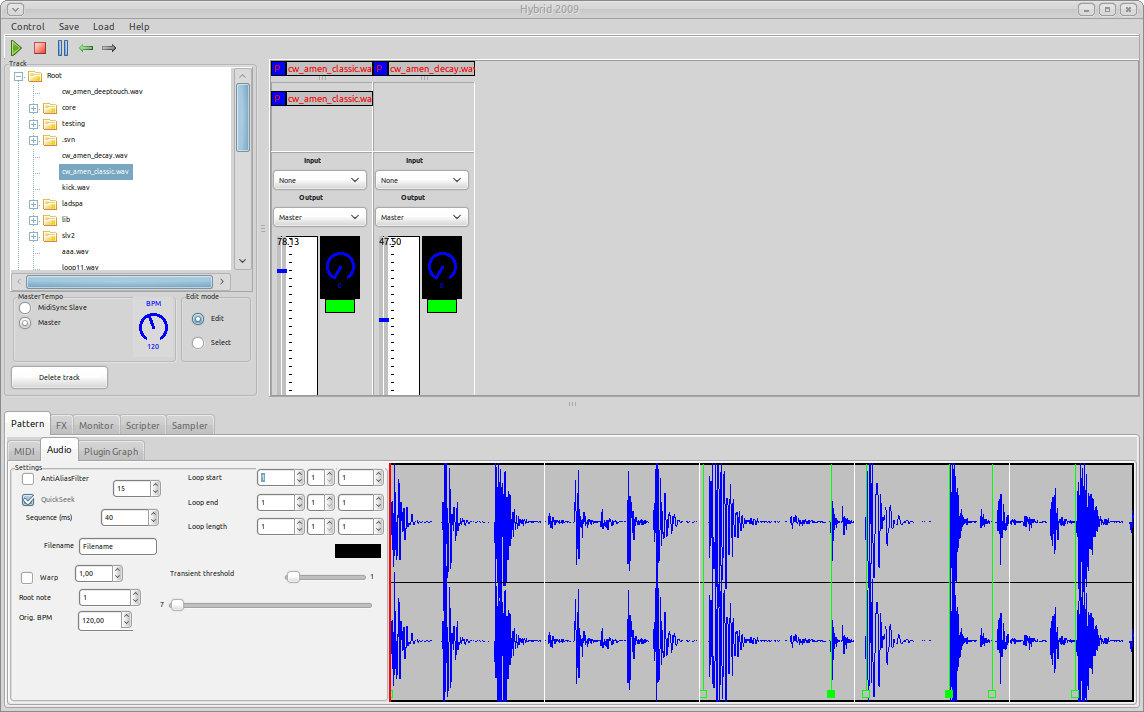 Hybrid 2009
Control Save Load Help
Track
Root
cw_amen_deeptouch.wav
core
testing
.svn
cw_amen_decay.wav
cw_amen_classic.wav
kick.wav
ladspa
lib
slv2
aaa.wav
loop11.wav
MasterTempo
MidiSync Slave
Master
BPM
120
Edit mode
Edit
Select
Delete track
P cw_amen_classic.wa P cw_amen_decay.wa
P cw_amen_classic.wa
Input Input
None None
Output Output
Master Master
78.13 47.50
0 0
Pattern FX Monitor Scripter Sampler
MIDI Audio Plugin Graph
Settings
AntiAliasFilter
15
QuickSeek
Sequence (ms) 40
Filename Filename
Warp 1,00
Root note 1
Orig. BPM 120,00
Loop start 1 1 1
Loop end 1 1 1
Loop length 1 1 1
Transient threshold 1
7